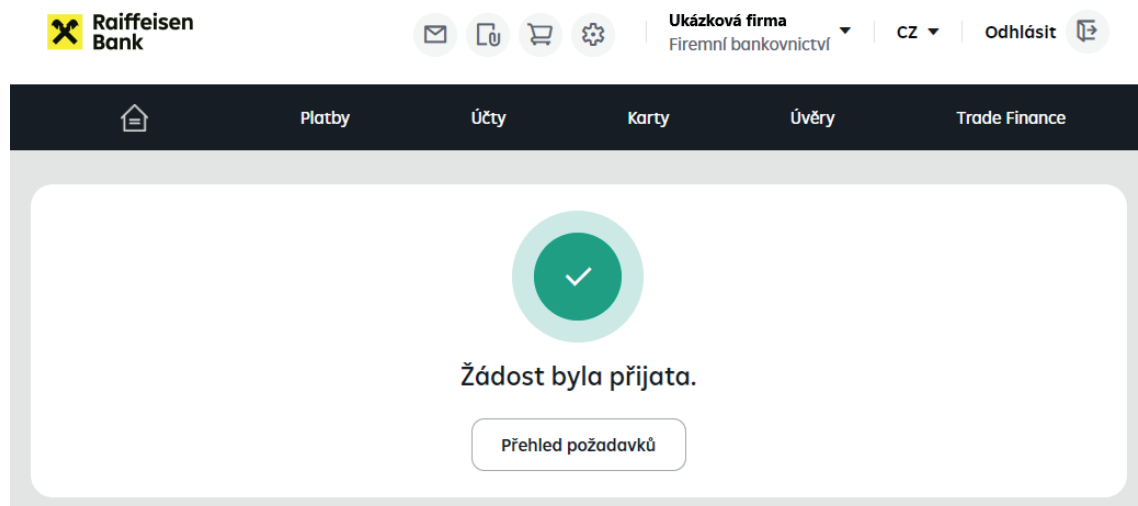 Raiffeisen
Bank
Ukázková firma
Firemní bankovnictví
CZ
Odhlásit
Platby
Účty
Karty
Úvěry
Trade Finance
Žádost byla přijata.
Přehled požadavků